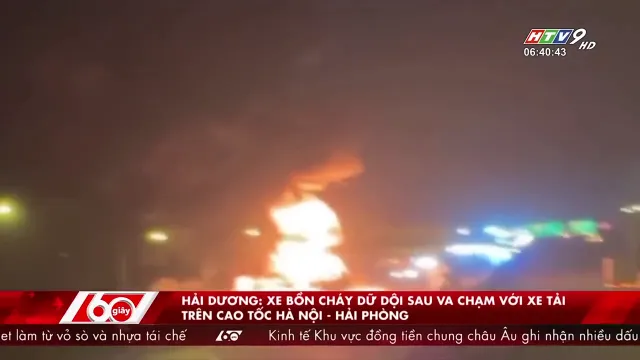 HTV9 HD
06:40:43
60 giây
HẢI DƯƠNG: XE BỒN CHÁY DỮ DỘI SAU VA CHẠM VỚI XE TẢI
TRÊN CAO TỐC HÀ NỘI - HẢI PHÒNG
et làm từ vỏ sò và nhựa tái chế
Kinh tế Khu vực đồng tiền chung châu Âu ghi nhận nhiều dấu